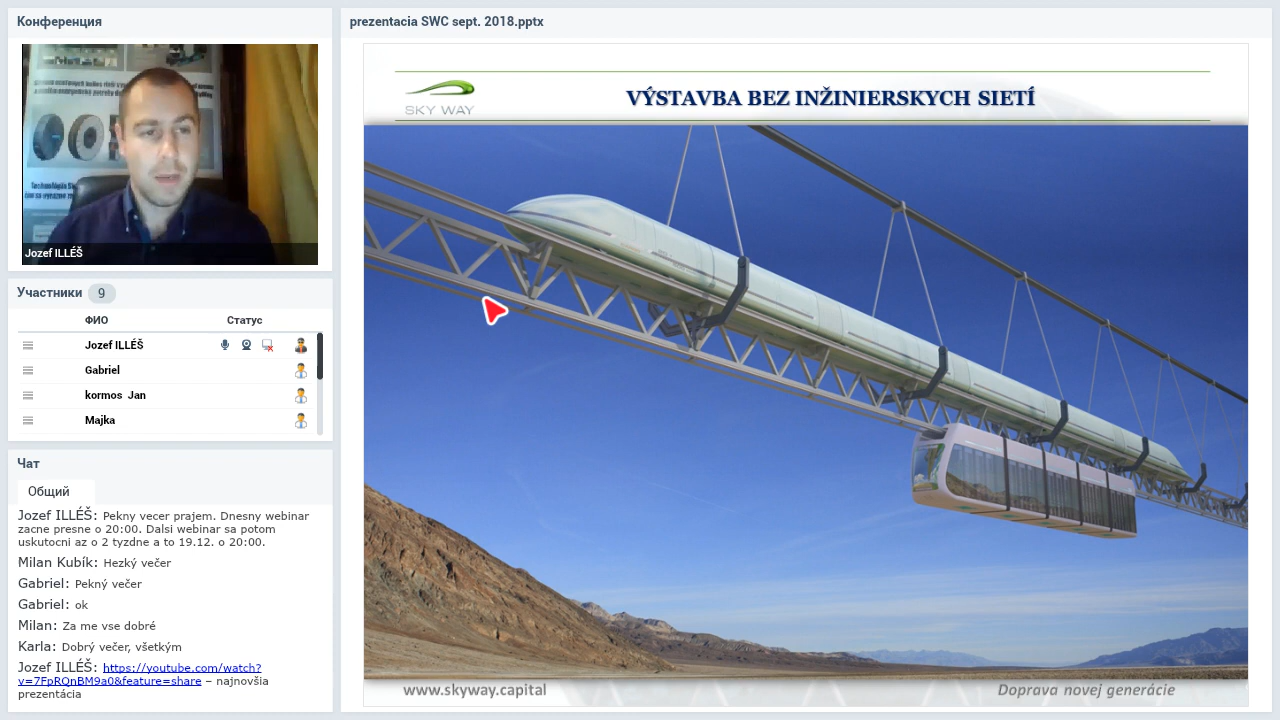 Конференция
Jozef ILLÉŠ
Участники 9
ФИО Статус
Jozef ILLÉŠ
Gabriel
kormos Jan
Majka
Чат
Общий
Jozef ILLÉŠ: Pekny vecer prajem. Dnesny webinar
zacne presne o 20:00. Dalsi webinar sa potom
uskutocni az o 2 tyzdne a to 19.12. o 20:00.
Milan Kubík: Hezký večer
Gabriel: Pekný večer
Gabriel: ok
Milan: Za me vse dobré
Karla: Dobrý večer, všetkým
Jozef ILLÉŠ: https://youtube.com/watch?
v=7FpRQnBM9a0&feature=share – najnovšia
prezentácia
prezentacia SWC sept. 2018.pptx
SKY WAY
VÝSTAVBA BEZ INŽINIERSKYCH SIETÍ
www.skyway.capital
Doprava novej generácie